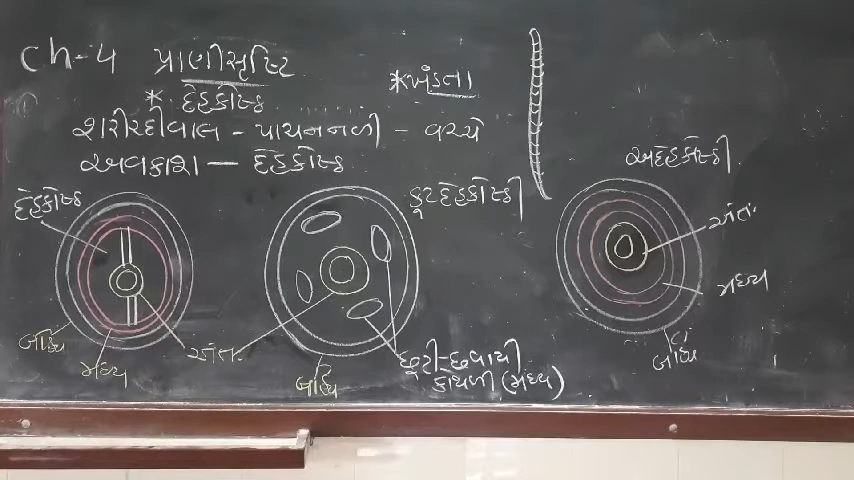 Ch-4 પ્રાણીસૃષ્ટિ
* દેહકોષ્ઠ
* ખંડતા
શરીરદીવાલ - પાચનનળી - વચ્ચે
અવકાશ — દેહકોષ્ઠ
દેહકોષ્ઠ
બાહ્ય
મધ્ય
અંતઃ
કૂટદેહકોષ્ઠી
બાહ્ય
છૂટી-છવાયી
કોથળી (મધ્ય)
અદેહકોષ્ઠી
અંતઃ
મધ્ય
બાહ્ય